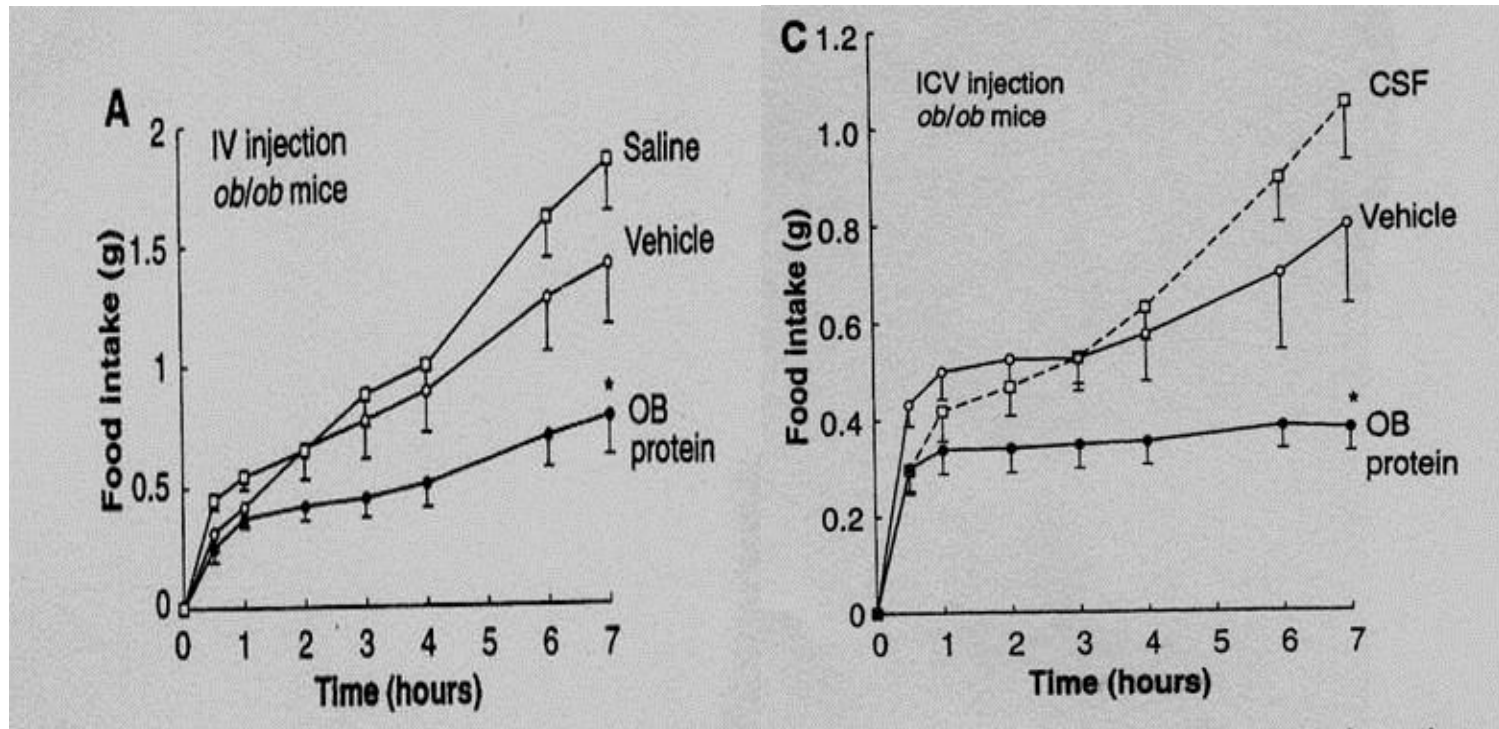 A
2
IV injection
ob/ob mice
Saline
Vehicle
*
OB
protein
1.5
1
0.5
0
Food intake (g)
0 1 2 3 4 5 6 7
Time (hours)
C
1.2
ICV injection
ob/ob mice
CSF
Vehicle
*
OB
protein
1.0
0.8
0.6
0.4
0.2
0
Food intake (g)
0 1 2 3 4 5 6 7
Time (hours)